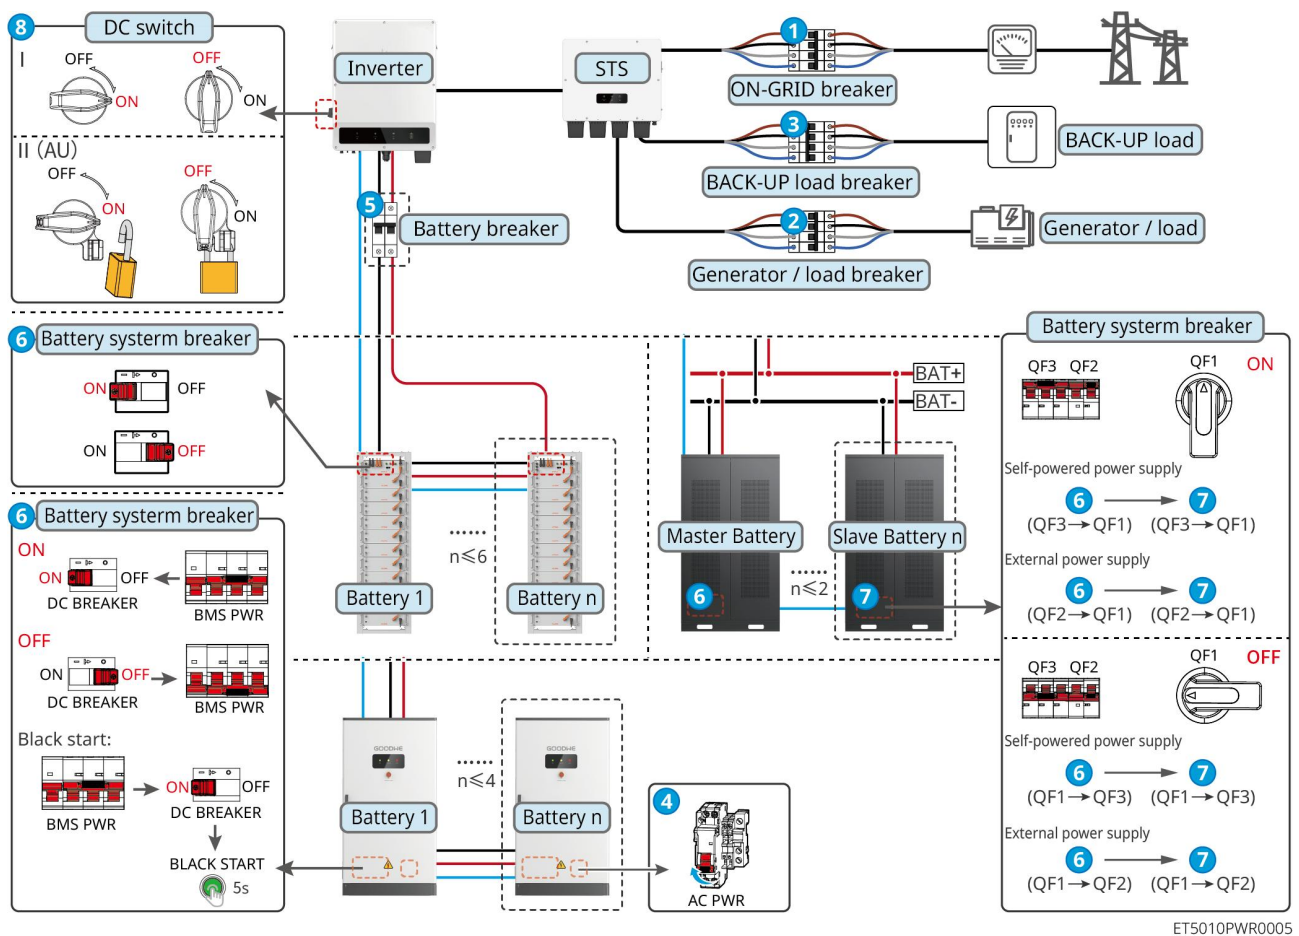 8 DC switch
I
OFF
ON
OFF
ON
II (AU)
OFF
ON
OFF
ON
Inverter
STS
1
ON-GRID breaker
3
BACK-UP load breaker
BACK-UP load
2
Generator / load breaker
Generator / load
5
Battery breaker
6 Battery systerm breaker
ON OFF
ON OFF
6 Battery systerm breaker
ON
ON OFF
DC BREAKER
BMS PWR
OFF
ON OFF
DC BREAKER
BMS PWR
Black start:
BMS PWR
ON OFF
DC BREAKER
BLACK START
5s
......
n≤6
Battery 1
Battery n
BAT+
BAT-
Master Battery
Slave Battery n
......
n≤2
6
7
GOODWE
GOODWE
......
n≤4
Battery 1
Battery n
4
AC PWR
Battery systerm breaker
QF3 QF2 QF1 ON
Self-powered power supply
6 → 7
(QF3→QF1) (QF3→QF1)
External power supply
6 → 7
(QF2→QF1) (QF2→QF1)
QF3 QF2 QF1 OFF
Self-powered power supply
6 → 7
(QF1→QF3) (QF1→QF3)
External power supply
6 → 7
(QF1→QF2) (QF1→QF2)
ET5010PWR0005